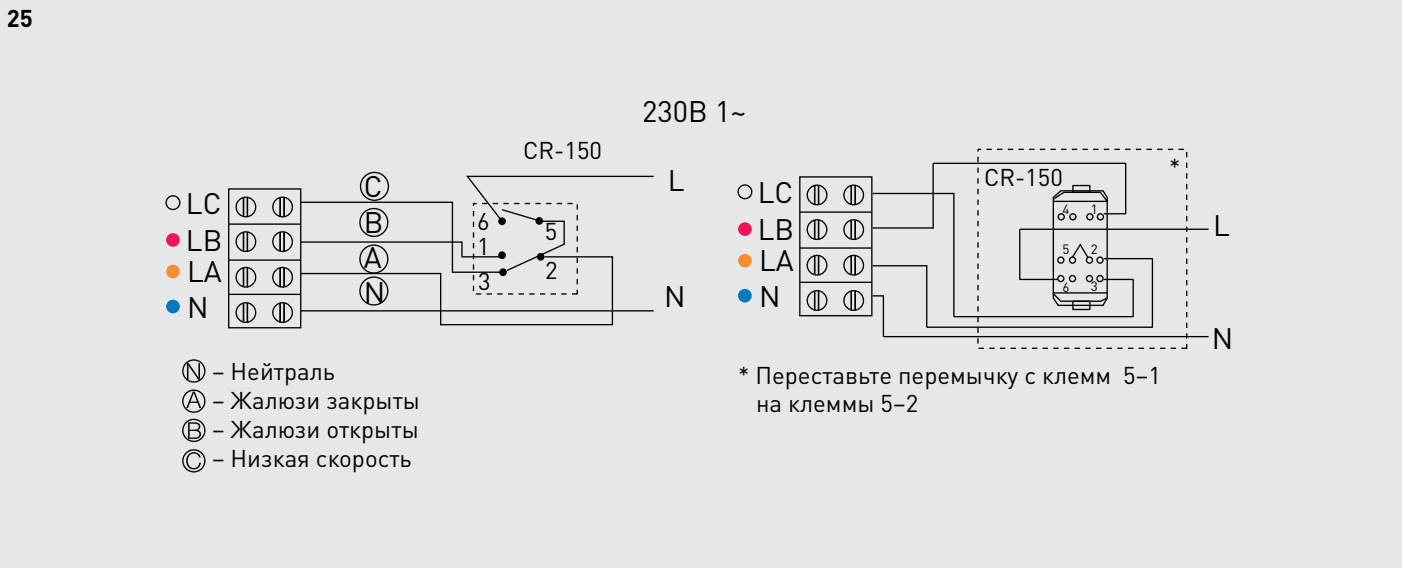 25
230В 1~
CR-150
L
C
LC
B
LB
A
LA
N
N
N
6
5
1
2
3
N – Нейтраль
A – Жалюзи закрыты
B – Жалюзи открыты
C – Низкая скорость
*
CR-150
LC
LB
LA
N
4 1
5 2
6 3
L
N
* Переставьте перемычку с клемм 5–1
на клеммы 5–2